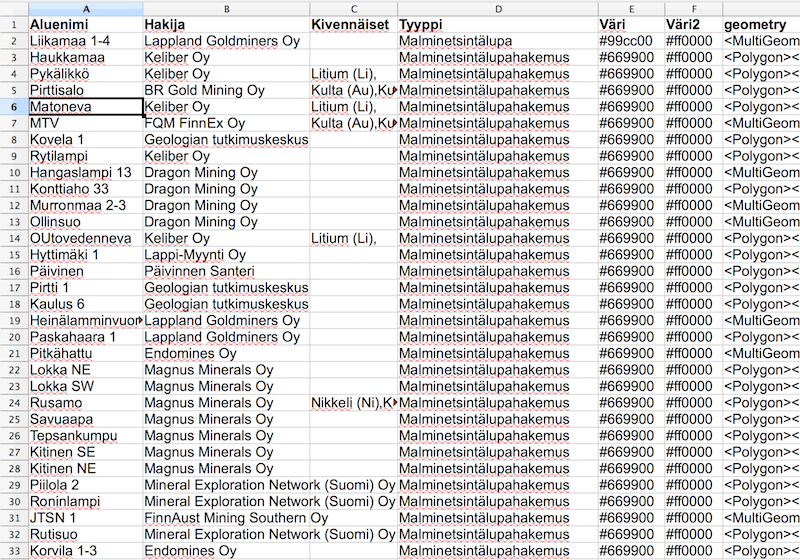 A B C D E F
1 Aluenimi Hakija Kivennäiset Tyyppi Väri Väri2 geometry
2 Liikamaa 1-4 Lappland Goldminers Oy Malminetsintälupa #99cc00 #ff0000 <MultiGeom
3 Haukkamaa Keliber Oy Malminetsintälupahakemus #669900 #ff0000 <Polygon><
4 Pykälikkö Keliber Oy Litium (Li), Malminetsintälupahakemus #669900 #ff0000 <Polygon><
5 Pirttisalo BR Gold Mining Oy Kulta (Au),Ku Malminetsintälupahakemus #669900 #ff0000 <Polygon><
6 Matoneva Keliber Oy Litium (Li), Malminetsintälupahakemus #669900 #ff0000 <Polygon><
7 MTV FQM FinnEx Oy Kulta (Au),Ku Malminetsintälupahakemus #669900 #ff0000 <MultiGeom
8 Kovela 1 Geologian tutkimuskeskus Malminetsintälupahakemus #669900 #ff0000 <Polygon><
9 Rytilampi Keliber Oy Malminetsintälupahakemus #669900 #ff0000 <Polygon><
10 Hangaslampi 13 Dragon Mining Oy Malminetsintälupahakemus #669900 #ff0000 <MultiGeom
11 Konttiaho 33 Dragon Mining Oy Malminetsintälupahakemus #669900 #ff0000 <Polygon><
12 Murronmaa 2-3 Dragon Mining Oy Malminetsintälupahakemus #669900 #ff0000 <MultiGeom
13 Ollinsuo Dragon Mining Oy Malminetsintälupahakemus #669900 #ff0000 <MultiGeom
14 OUtovedenneva Keliber Oy Litium (Li), Malminetsintälupahakemus #669900 #ff0000 <Polygon><
15 Hyttimäki 1 Lappi-Myynti Oy Malminetsintälupahakemus #669900 #ff0000 <Polygon><
16 Päivinen Päivinnen Santeri Malminetsintälupahakemus #669900 #ff0000 <Polygon><
17 Pirtti 1 Geologian tutkimuskeskus Malminetsintälupahakemus #669900 #ff0000 <Polygon><
18 Kaulus 6 Geologian tutkimuskeskus Malminetsintälupahakemus #669900 #ff0000 <Polygon><
19 Heinälamminvuor Lappland Goldminers Oy Malminetsintälupahakemus #669900 #ff0000 <MultiGeom
20 Paskahaara 1 Lappland Goldminers Oy Malminetsintälupahakemus #669900 #ff0000 <Polygon><
21 Pitkähattu Endomines Oy Malminetsintälupahakemus #669900 #ff0000 <MultiGeom
22 Lokka NE Magnus Minerals Oy Malminetsintälupahakemus #669900 #ff0000 <Polygon><
23 Lokka SW Magnus Minerals Oy Malminetsintälupahakemus #669900 #ff0000 <Polygon><
24 Rusamo Magnus Minerals Oy Nikkeli (Ni),K Malminetsintälupahakemus #669900 #ff0000 <Polygon><
25 Savuaapa Magnus Minerals Oy Malminetsintälupahakemus #669900 #ff0000 <Polygon><
26 Tepsankumpu Magnus Minerals Oy Malminetsintälupahakemus #669900 #ff0000 <Polygon><
27 Kitinen SE Magnus Minerals Oy Malminetsintälupahakemus #669900 #ff0000 <Polygon><
28 Kitinen NE Magnus Minerals Oy Malminetsintälupahakemus #669900 #ff0000 <Polygon><
29 Piilola 2 Mineral Exploration Network (Suomi) Oy Malminetsintälupahakemus #669900 #ff0000 <Polygon><
30 Roninlampi Mineral Exploration Network (Suomi) Oy Malminetsintälupahakemus #669900 #ff0000 <Polygon><
31 JTSN 1 FinnAust Mining Southern Oy Malminetsintälupahakemus #669900 #ff0000 <MultiGeom
32 Rutisuo Mineral Exploration Network (Suomi) Oy Malminetsintälupahakemus #669900 #ff0000 <Polygon><
33 Korvila 1-3 Endomines Oy Malminetsintälupahakemus #669900 #ff0000 <Polygon><